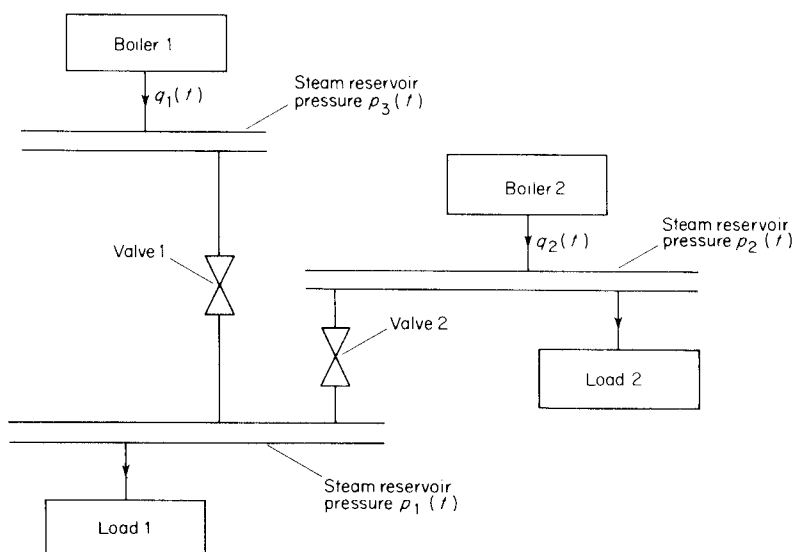 Boiler 1
q₁(t)
Steam reservoir
pressure p₃(t)
Boiler 2
Steam reservoir
pressure p₂(t)
q₂(t)
Valve 1
Valve 2
Load 2
Steam reservoir
pressure p₁(t)
Load 1